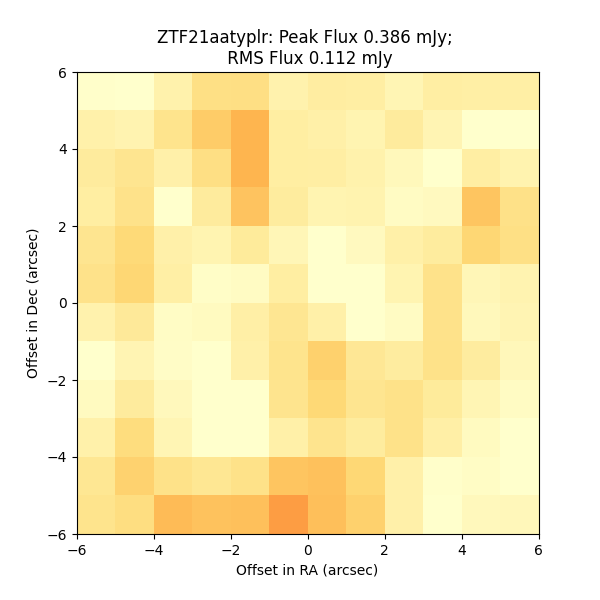 ZTF21aatyplr: Peak Flux 0.386 mJy;
RMS Flux 0.112 mJy
6
4
2
0
−2
−4
−6
Offset in Dec (arcsec)
−6 −4 −2 0 2 4 6
Offset in RA (arcsec)